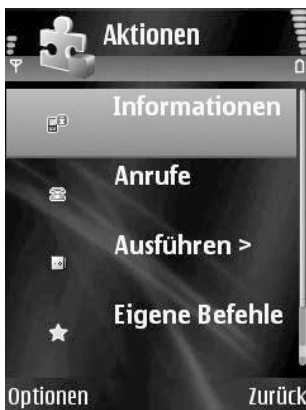 Aktionen
Informationen
Anrufe
Ausführen >
Eigene Befehle
Optionen Zurück